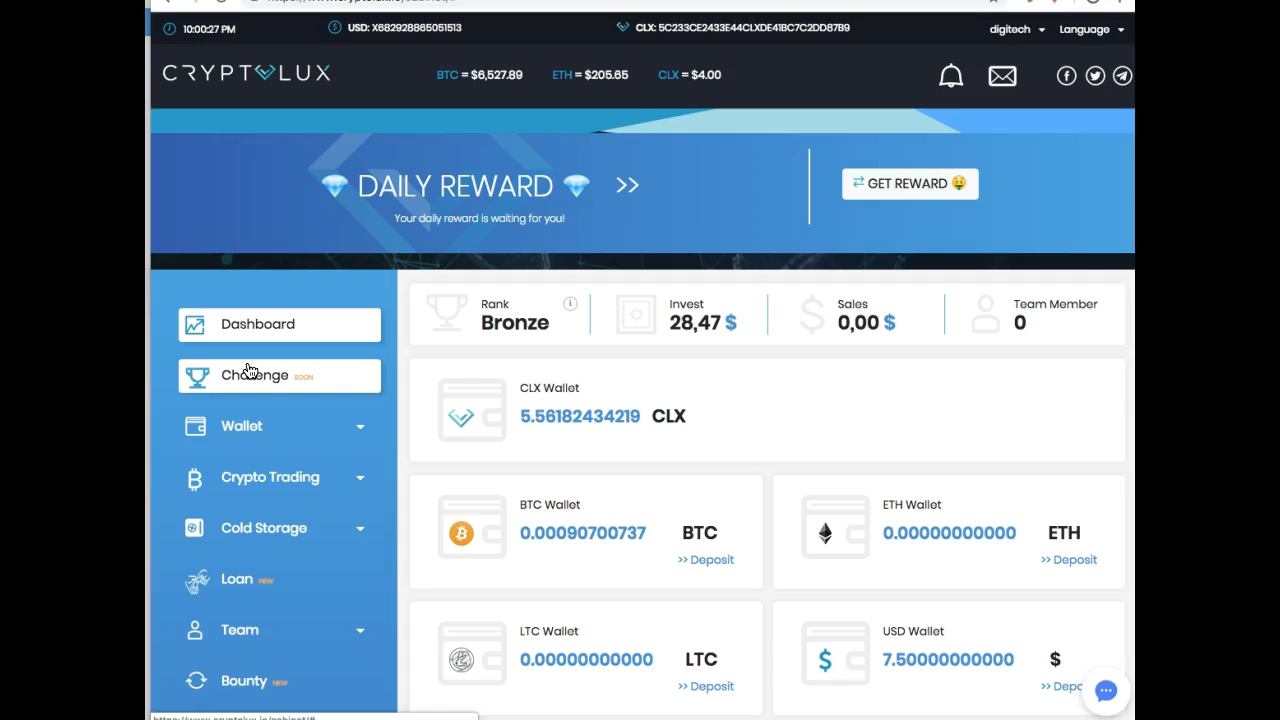 10:00:27 PM
USD: X682928865051513
CLX: 5C233CE2433E44CLXDE41BC7C2DD87B9
digitech
Language
CRYPTOLUX
BTC = $6,527.89
ETH = $205.65
CLX = $4.00
💎 DAILY REWARD 💎 >>
Your daily reward is waiting for you!
GET REWARD 🤑
Dashboard
Challenge SOON
Wallet
Crypto Trading
Cold Storage
Loan NEW
Team
Bounty NEW
Rank
Bronze
Invest
28,47 $
Sales
0,00 $
Team Member
0
CLX Wallet
5.56182434219 CLX
BTC Wallet
0.00090700737 BTC
>> Deposit
ETH Wallet
0.00000000000 ETH
>> Deposit
LTC Wallet
0.00000000000 LTC
>> Deposit
USD Wallet
7.50000000000 $
>> Depo